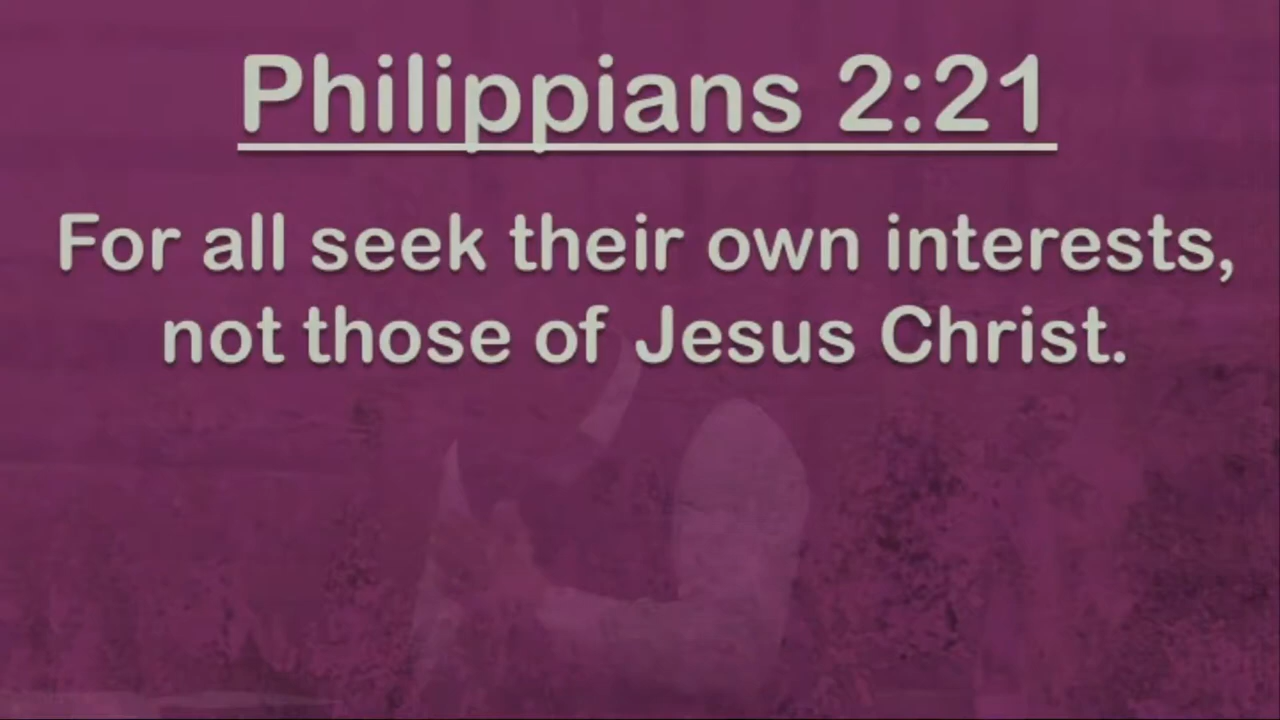 Philippians 2:21
For all seek their own interests,
not those of Jesus Christ.